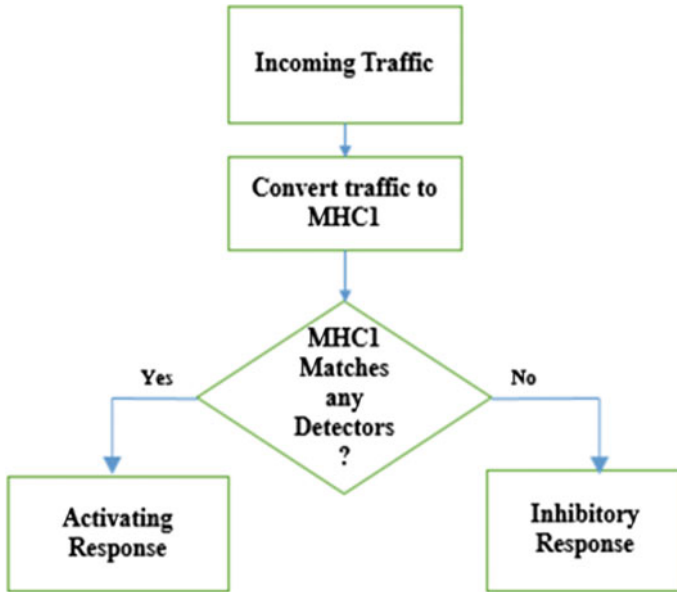 Incoming Traffic
Convert traffic to
MHC1
MHC1
Matches
any
Detectors
?
Yes
No
Activating
Response
Inhibitory
Response